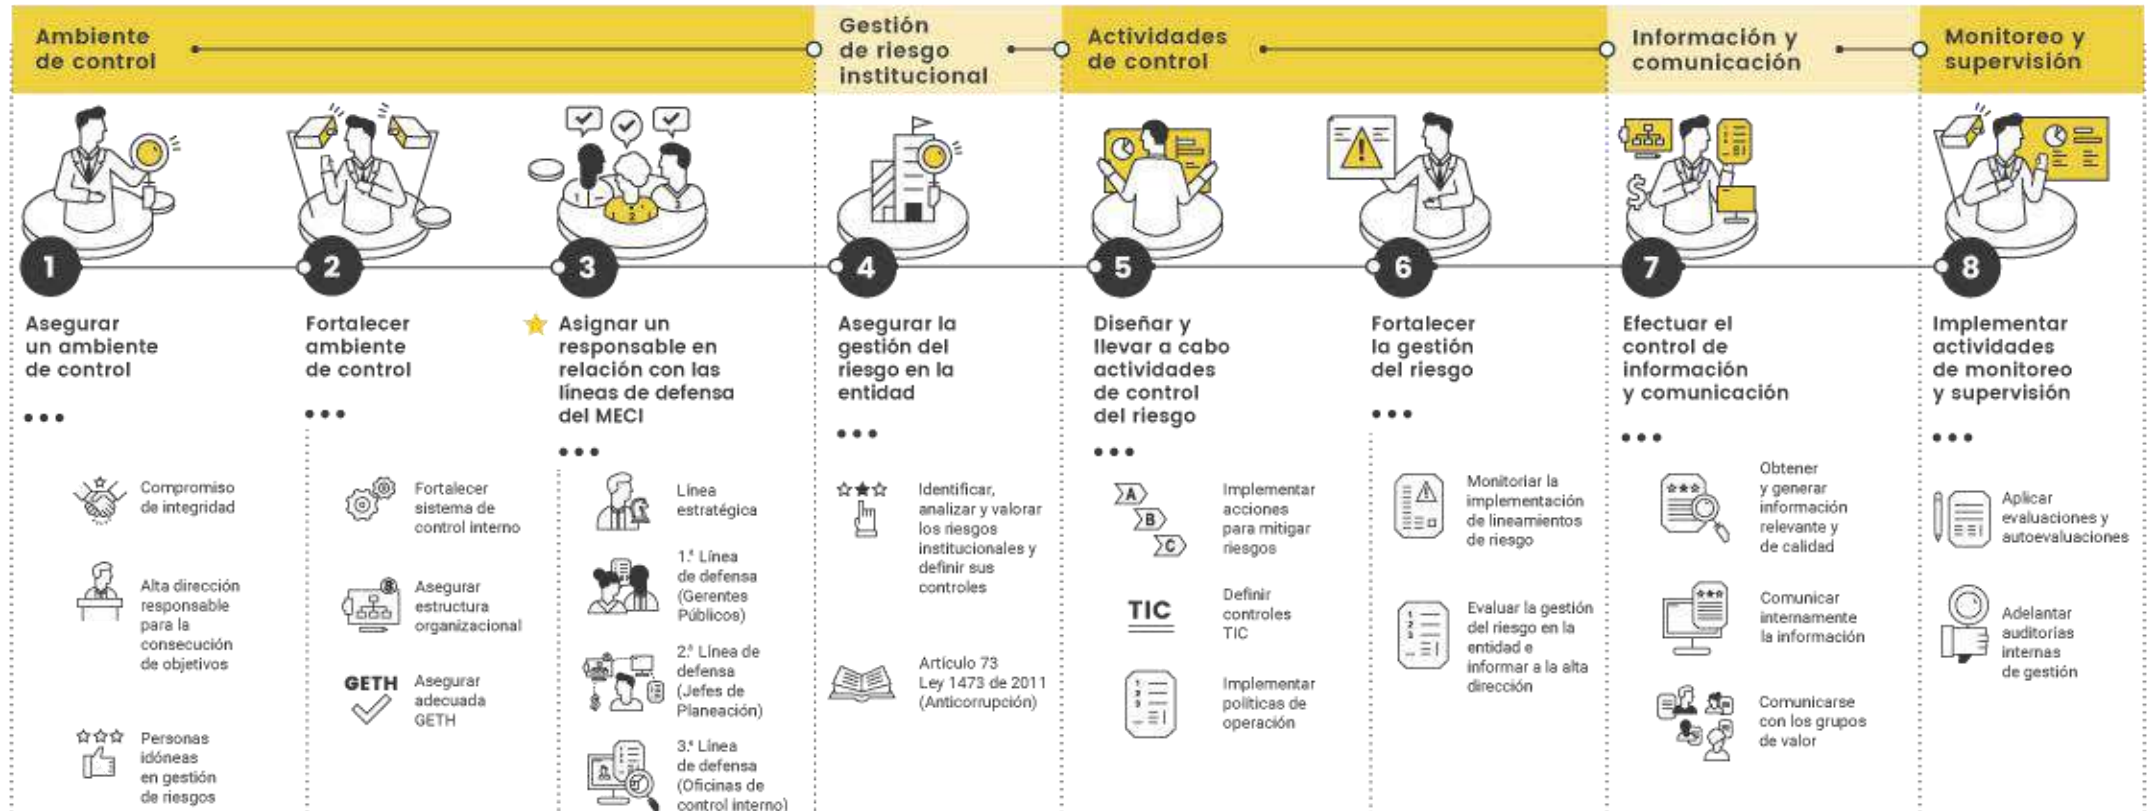 Ambiente
de control
Gestión
de riesgo
institucional
Actividades
de control
Información y
comunicación
Monitoreo y
supervisión
1
2
3
4
5
6
7
8
Asegurar
un ambiente
de control
Compromiso
de integridad
Alta dirección
responsable
para la
consecución
de objetivos
Personas
idóneas
en gestión
de riesgos
Fortalecer
ambiente
de control
Fortalecer
sistema de
control interno
Asegurar
estructura
organizacional
GETH
Asegurar
adecuada
GETH
Asignar un
responsable en
relación con las
líneas de defensa
del MECI
Línea
estratégica
1.ª Línea
de defensa
(Gerentes
Públicos)
2.ª Línea de
defensa
(Jefes de
Planeación)
3.ª Línea
de defensa
(Oficinas de
control interno)
Asegurar la
gestión del
riesgo en la
entidad
Identificar,
analizar y valorar
los riesgos
institucionales y
definir sus
controles
Artículo 73
Ley 1473 de 2011
(Anticorrupción)
Diseñar y
llevar a cabo
actividades
de control
del riesgo
A
B
C
Implementar
acciones
para mitigar
riesgos
TIC
Definir
controles
TIC
Implementar
políticas de
operación
Fortalecer
la gestión
del riesgo
Monitoriar la
implementación
de lineamientos
de riesgo
Evaluar la gestión
del riesgo en la
entidad e
informar a la alta
dirección
Efectuar el
control de
información
y comunicación
Obtener
y generar
información
relevante y
de calidad
Comunicar
internamente
la información
Comunicarse
con los grupos
de valor
Implementar
actividades
de monitoreo
y supervisión
Aplicar
evaluaciones y
autoevaluaciones
Adelantar
auditorías
internas
de gestión